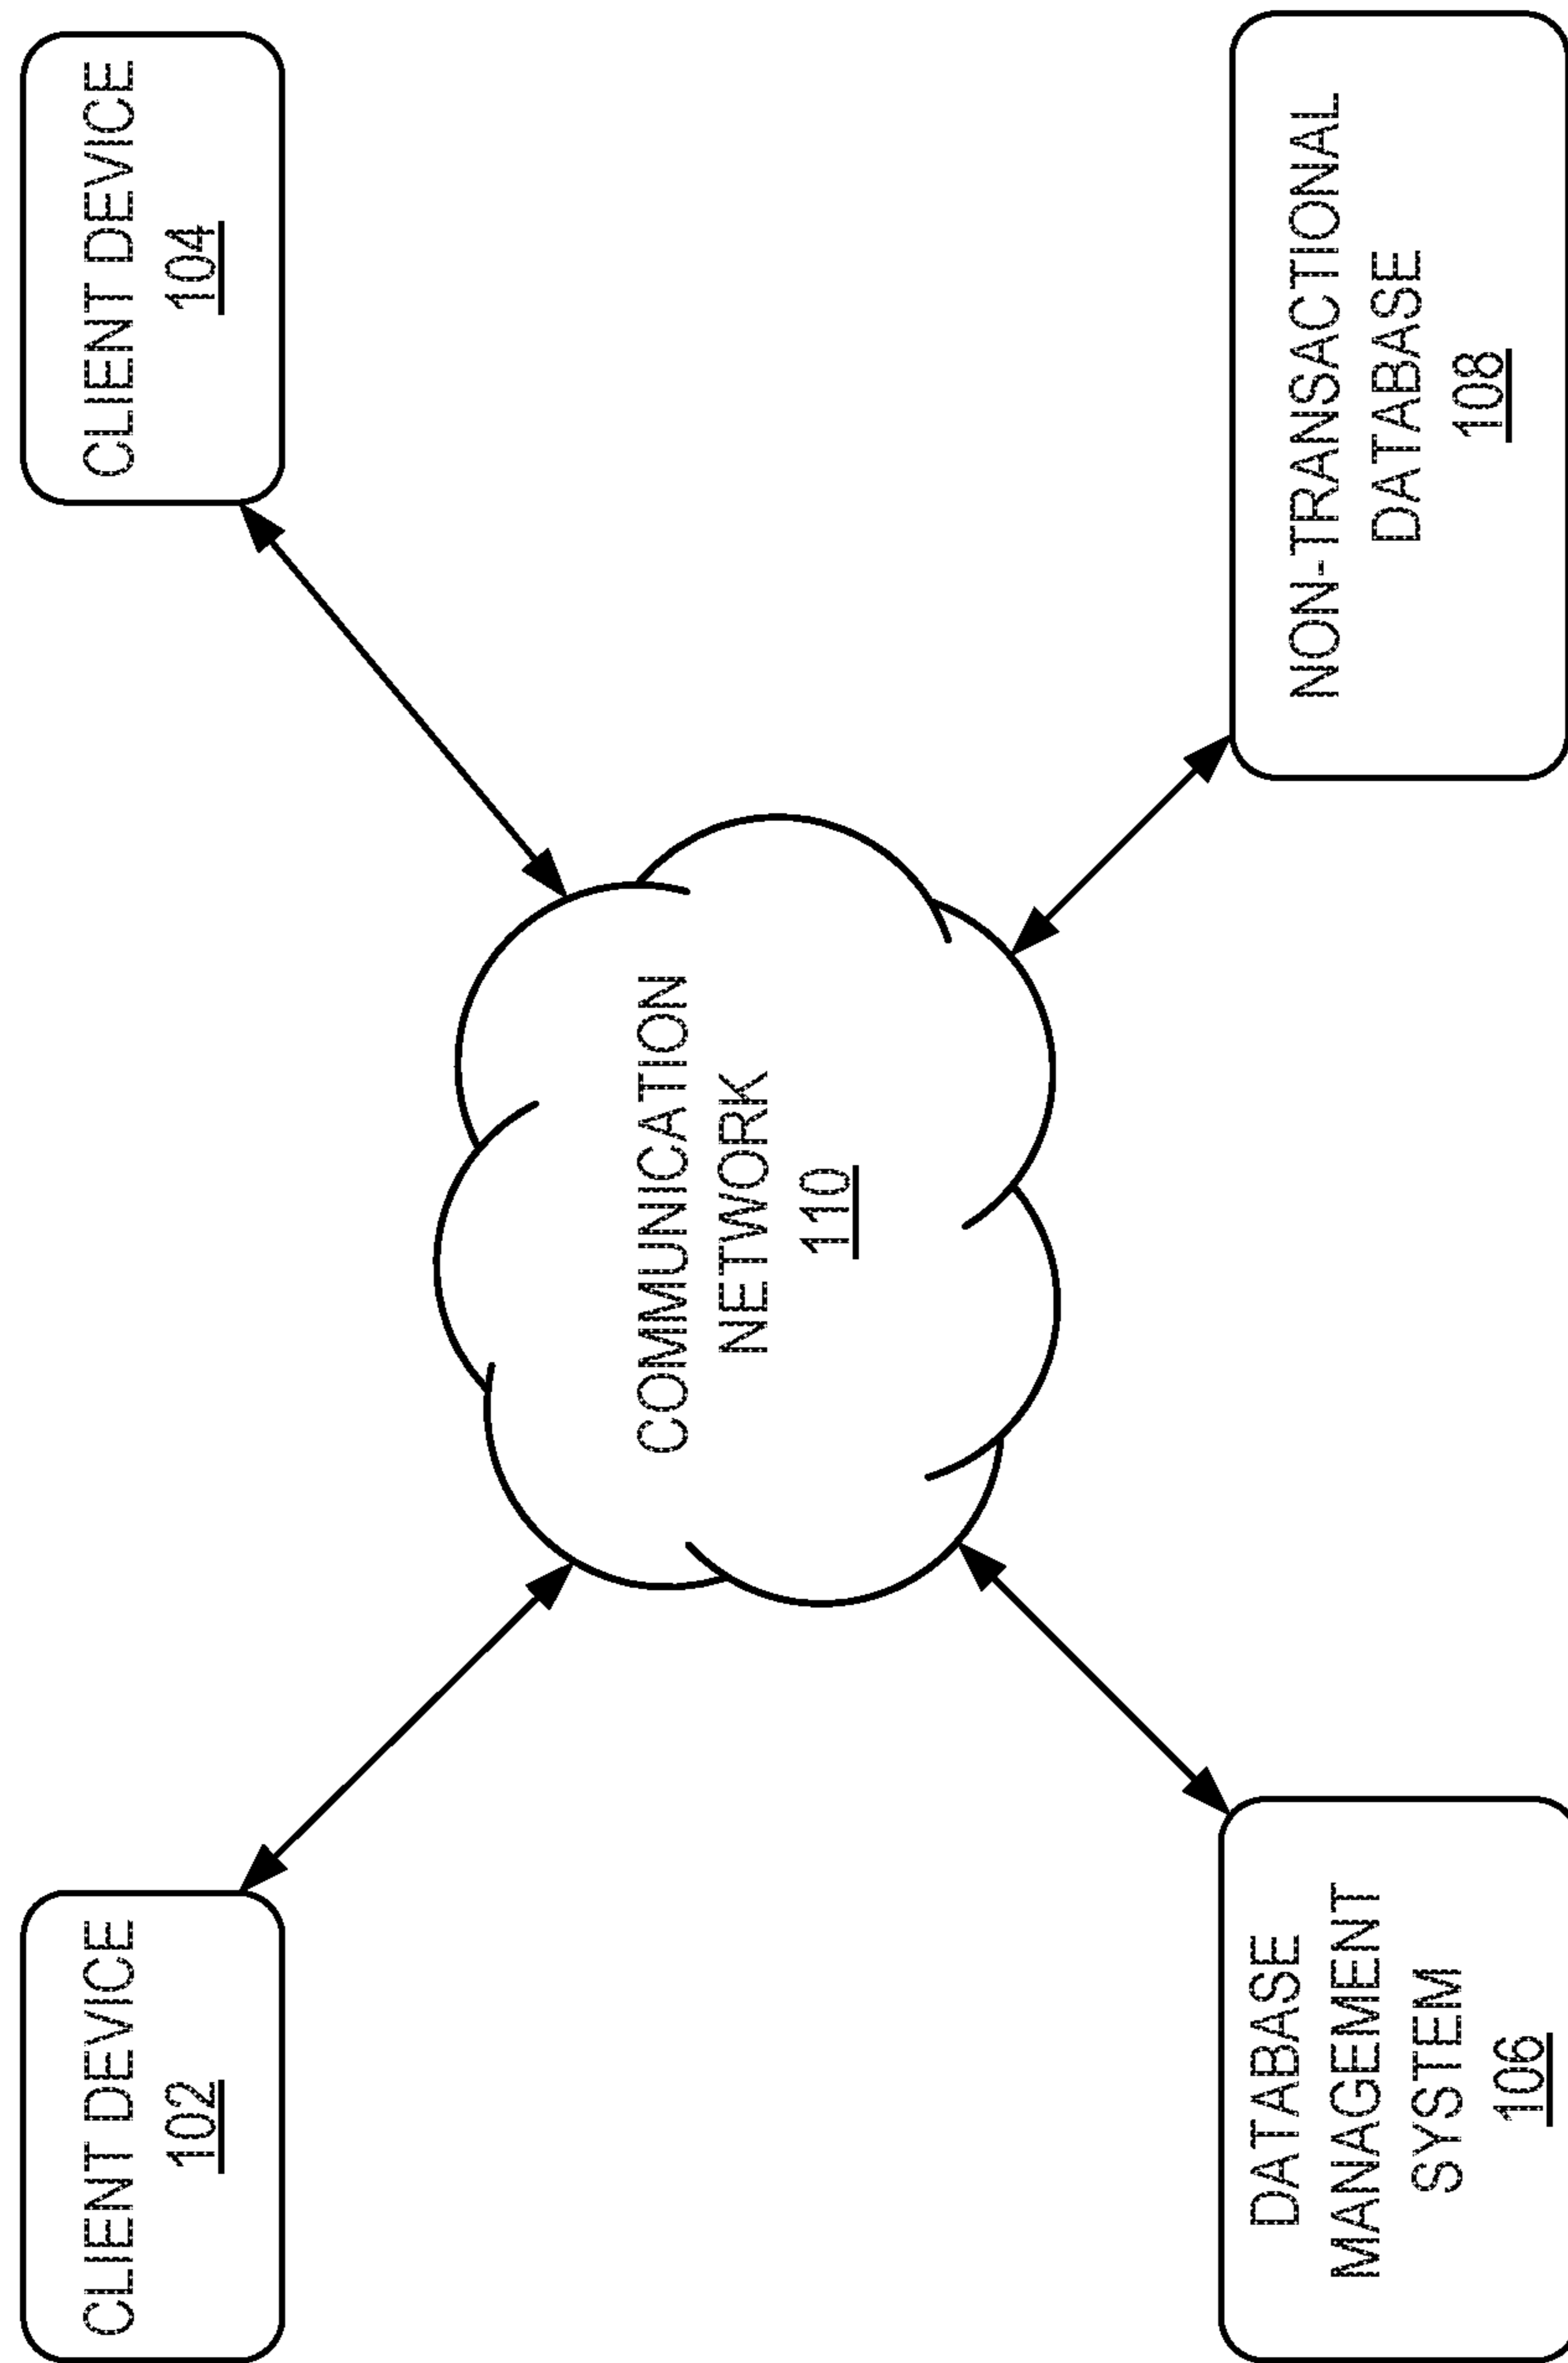 CLIENT DEVICE
102
CLIENT DEVICE
104
COMMUNICATION
NETWORK
110
DATABASE
MANAGEMENT
SYSTEM
106
NON-TRANSACTIONAL
DATABASE
108